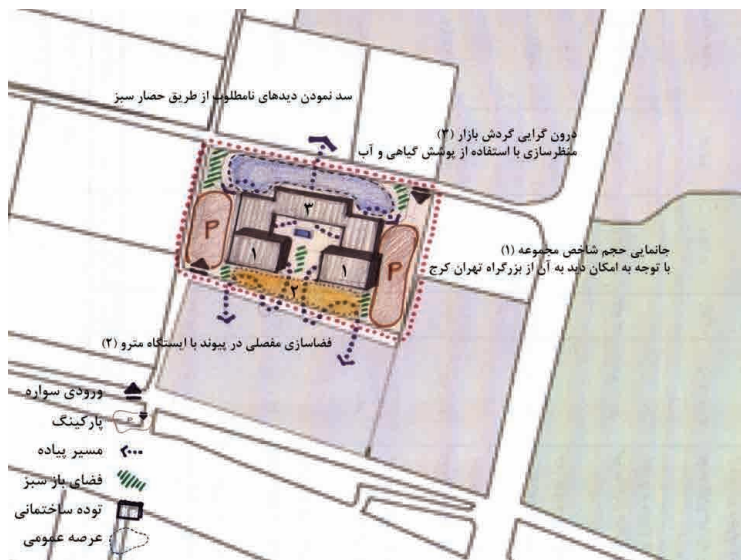 سد نمودن دیدهای نامطلوب از طریق حصار سبز
درون گرایی گردش بازار (۳)
منظرسازی با استفاده از پوشش گیاهی و آب
۳
P
۱
۱
P
۲
جانمایی حجم شاخص مجموعه (۱)
با توجه به امکان دید به آن از بزرگراه تهران کرج
فضاسازی مفصلی در پیوند با ایستگاه مترو (۲)
ورودی سواره
پارکینگ
P
مسیر پیاده
فضای باز سبز
توده ساختمانی
عرصه عمومی